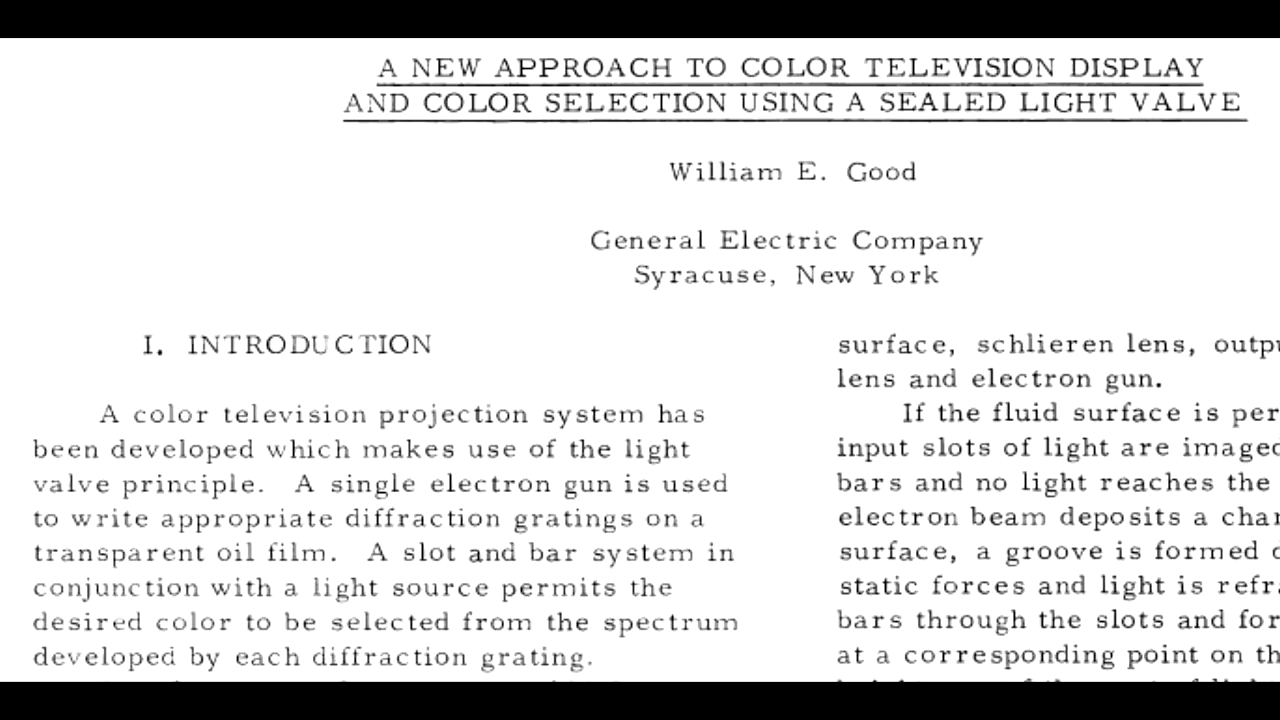 A NEW APPROACH TO COLOR TELEVISION DISPLAY
AND COLOR SELECTION USING A SEALED LIGHT VALVE
William E. Good
General Electric Company
Syracuse, New York
I. INTRODUCTION
A color television projection system has
been developed which makes use of the light
valve principle. A single electron gun is used
to write appropriate diffraction gratings on a
transparent oil film. A slot and bar system in
conjunction with a light source permits the
desired color to be selected from the spectrum
developed by each diffraction grating.
surface, schlieren lens,
lens and electron gun.
If the fluid surface is
input slots of light are
bars and no light reaches the
electron beam deposits a
surface, a groove is formed
static forces and light is
bars through the slots and
at a corresponding point on